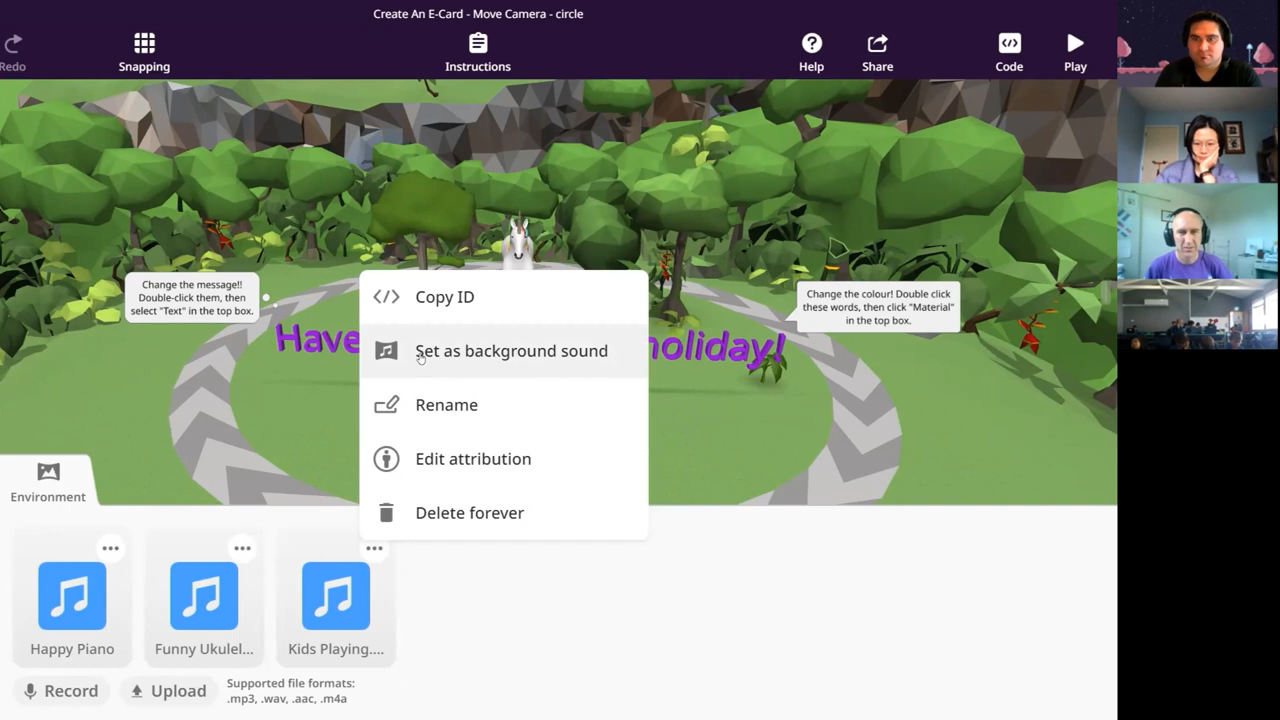 Create An E-Card - Move Camera - circle
Redo
Snapping
Instructions
Help
Share
Code
Play
Change the message!!
Double-click them, then
select "Text" in the top box.
Change the colour! Double click
these words, then click "Material"
in the top box.
Have
holiday!
Copy ID
Set as background sound
Rename
Edit attribution
Delete forever
Environment
Happy Piano
Funny Ukulel...
Kids Playing....
Record
Upload
Supported file formats:
.mp3, .wav, .aac, .m4a